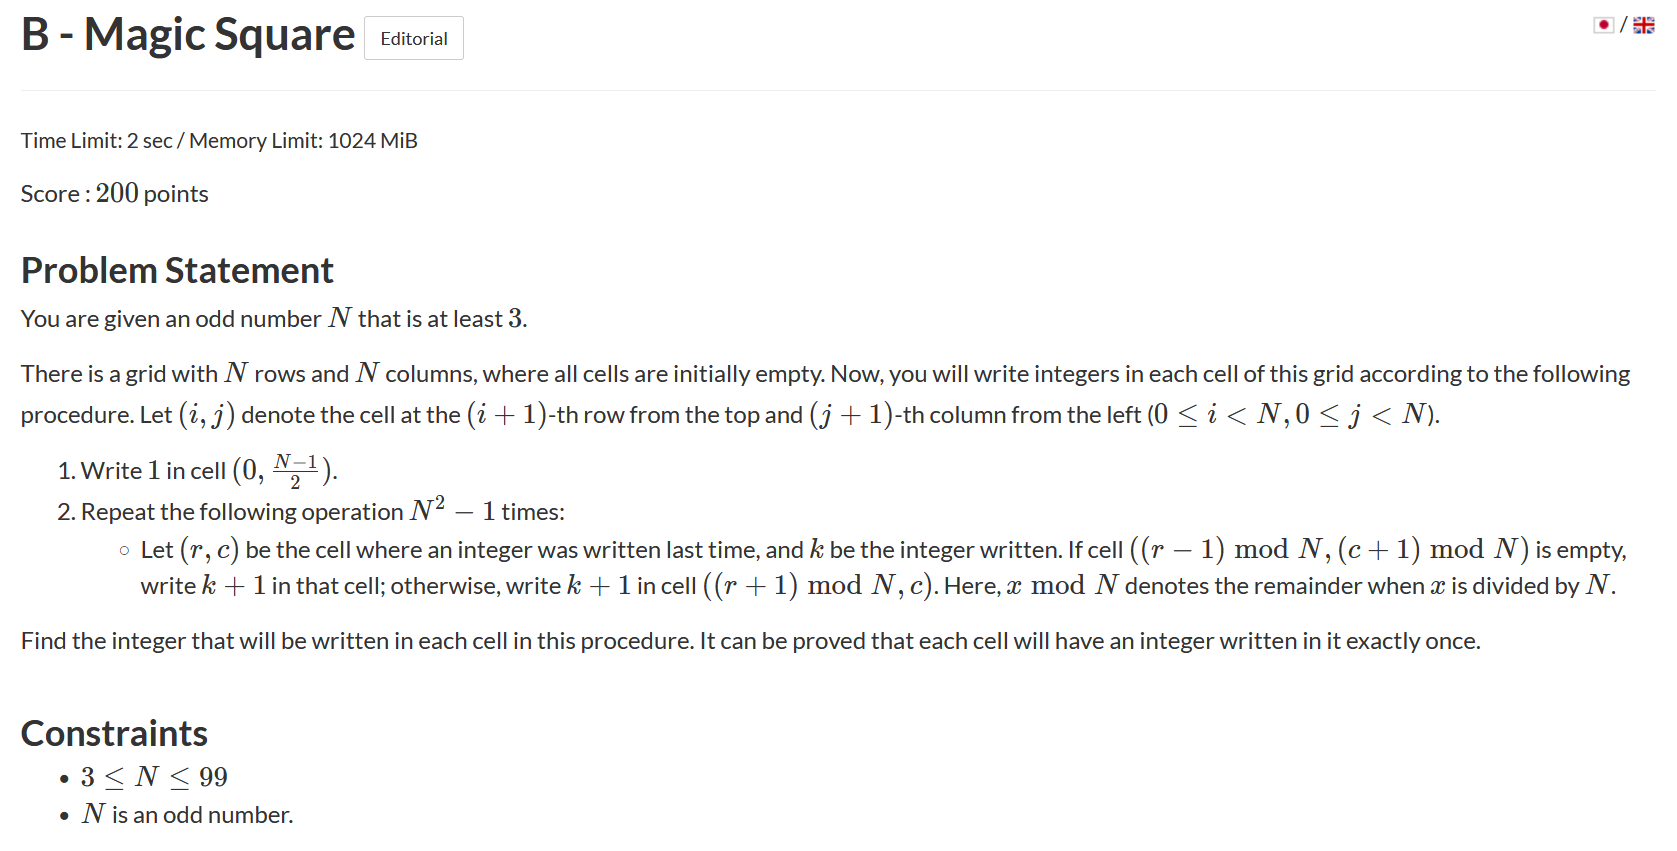 B - Magic Square Editorial
/
Time Limit: 2 sec / Memory Limit: 1024 MiB
Score : 200 points
Problem Statement
You are given an odd number N that is at least 3.
There is a grid with N rows and N columns, where all cells are initially empty. Now, you will write integers in each cell of this grid according to the following
procedure. Let (i, j) denote the cell at the (i + 1)-th row from the top and (j + 1)-th column from the left (0 ≤ i < N, 0 ≤ j < N).
1. Write 1 in cell (0, \frac{N−1}{2}).
2. Repeat the following operation N² − 1 times:
○ Let (r, c) be the cell where an integer was written last time, and k be the integer written. If cell ((r − 1) mod N, (c + 1) mod N) is empty,
write k + 1 in that cell; otherwise, write k + 1 in cell ((r + 1) mod N, c). Here, x mod N denotes the remainder when x is divided by N.
Find the integer that will be written in each cell in this procedure. It can be proved that each cell will have an integer written in it exactly once.
Constraints
• 3 ≤ N ≤ 99
• N is an odd number.